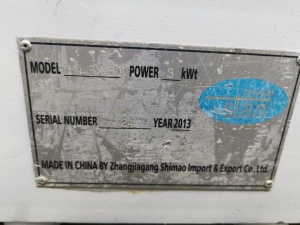 MODEL POWER kWt
SERIAL NUMBER YEAR 2013
MADE IN CHINA BY Zhangjiagang Shimao Import & Export Co., Ltd.